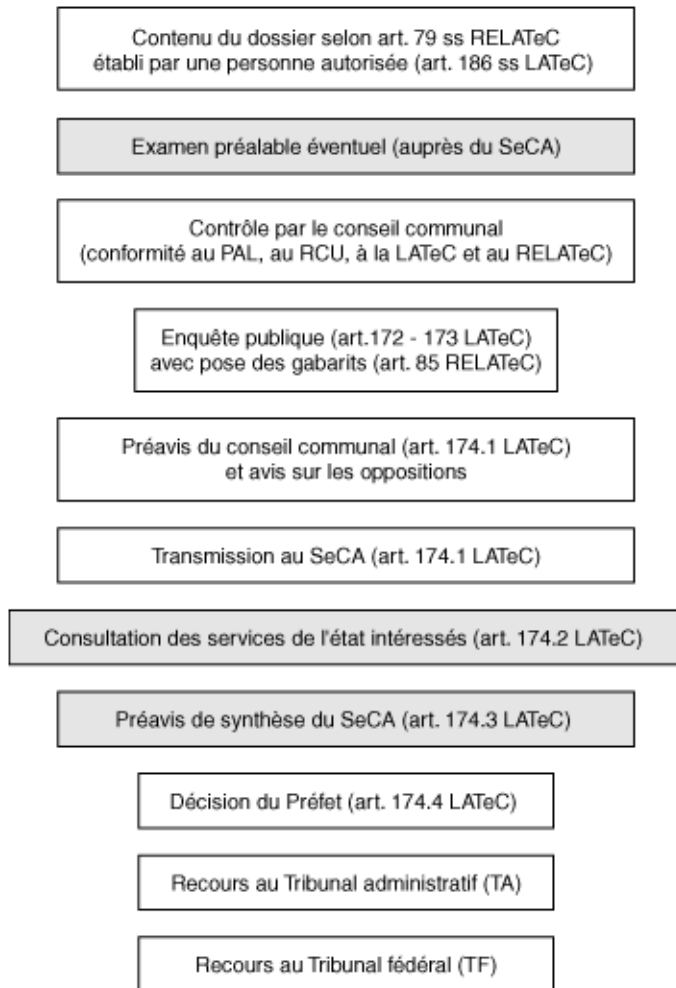 Contenu du dossier selon art. 79 ss RELATeC
établi par une personne autorisée (art. 186 ss LATeC)
Examen préalable éventuel (auprès du SeCA)
Contrôle par le conseil communal
(conformité au PAL, au RCU, à la LATeC et au RELATeC)
Enquête publique (art.172 - 173 LATeC)
avec pose des gabarits (art. 85 RELATeC)
Préavis du conseil communal (art. 174.1 LATeC)
et avis sur les oppositions
Transmission au SeCA (art. 174.1 LATeC)
Consultation des services de l'état intéressés (art. 174.2 LATeC)
Préavis de synthèse du SeCA (art. 174.3 LATeC)
Décision du Préfet (art. 174.4 LATeC)
Recours au Tribunal administratif (TA)
Recours au Tribunal fédéral (TF)